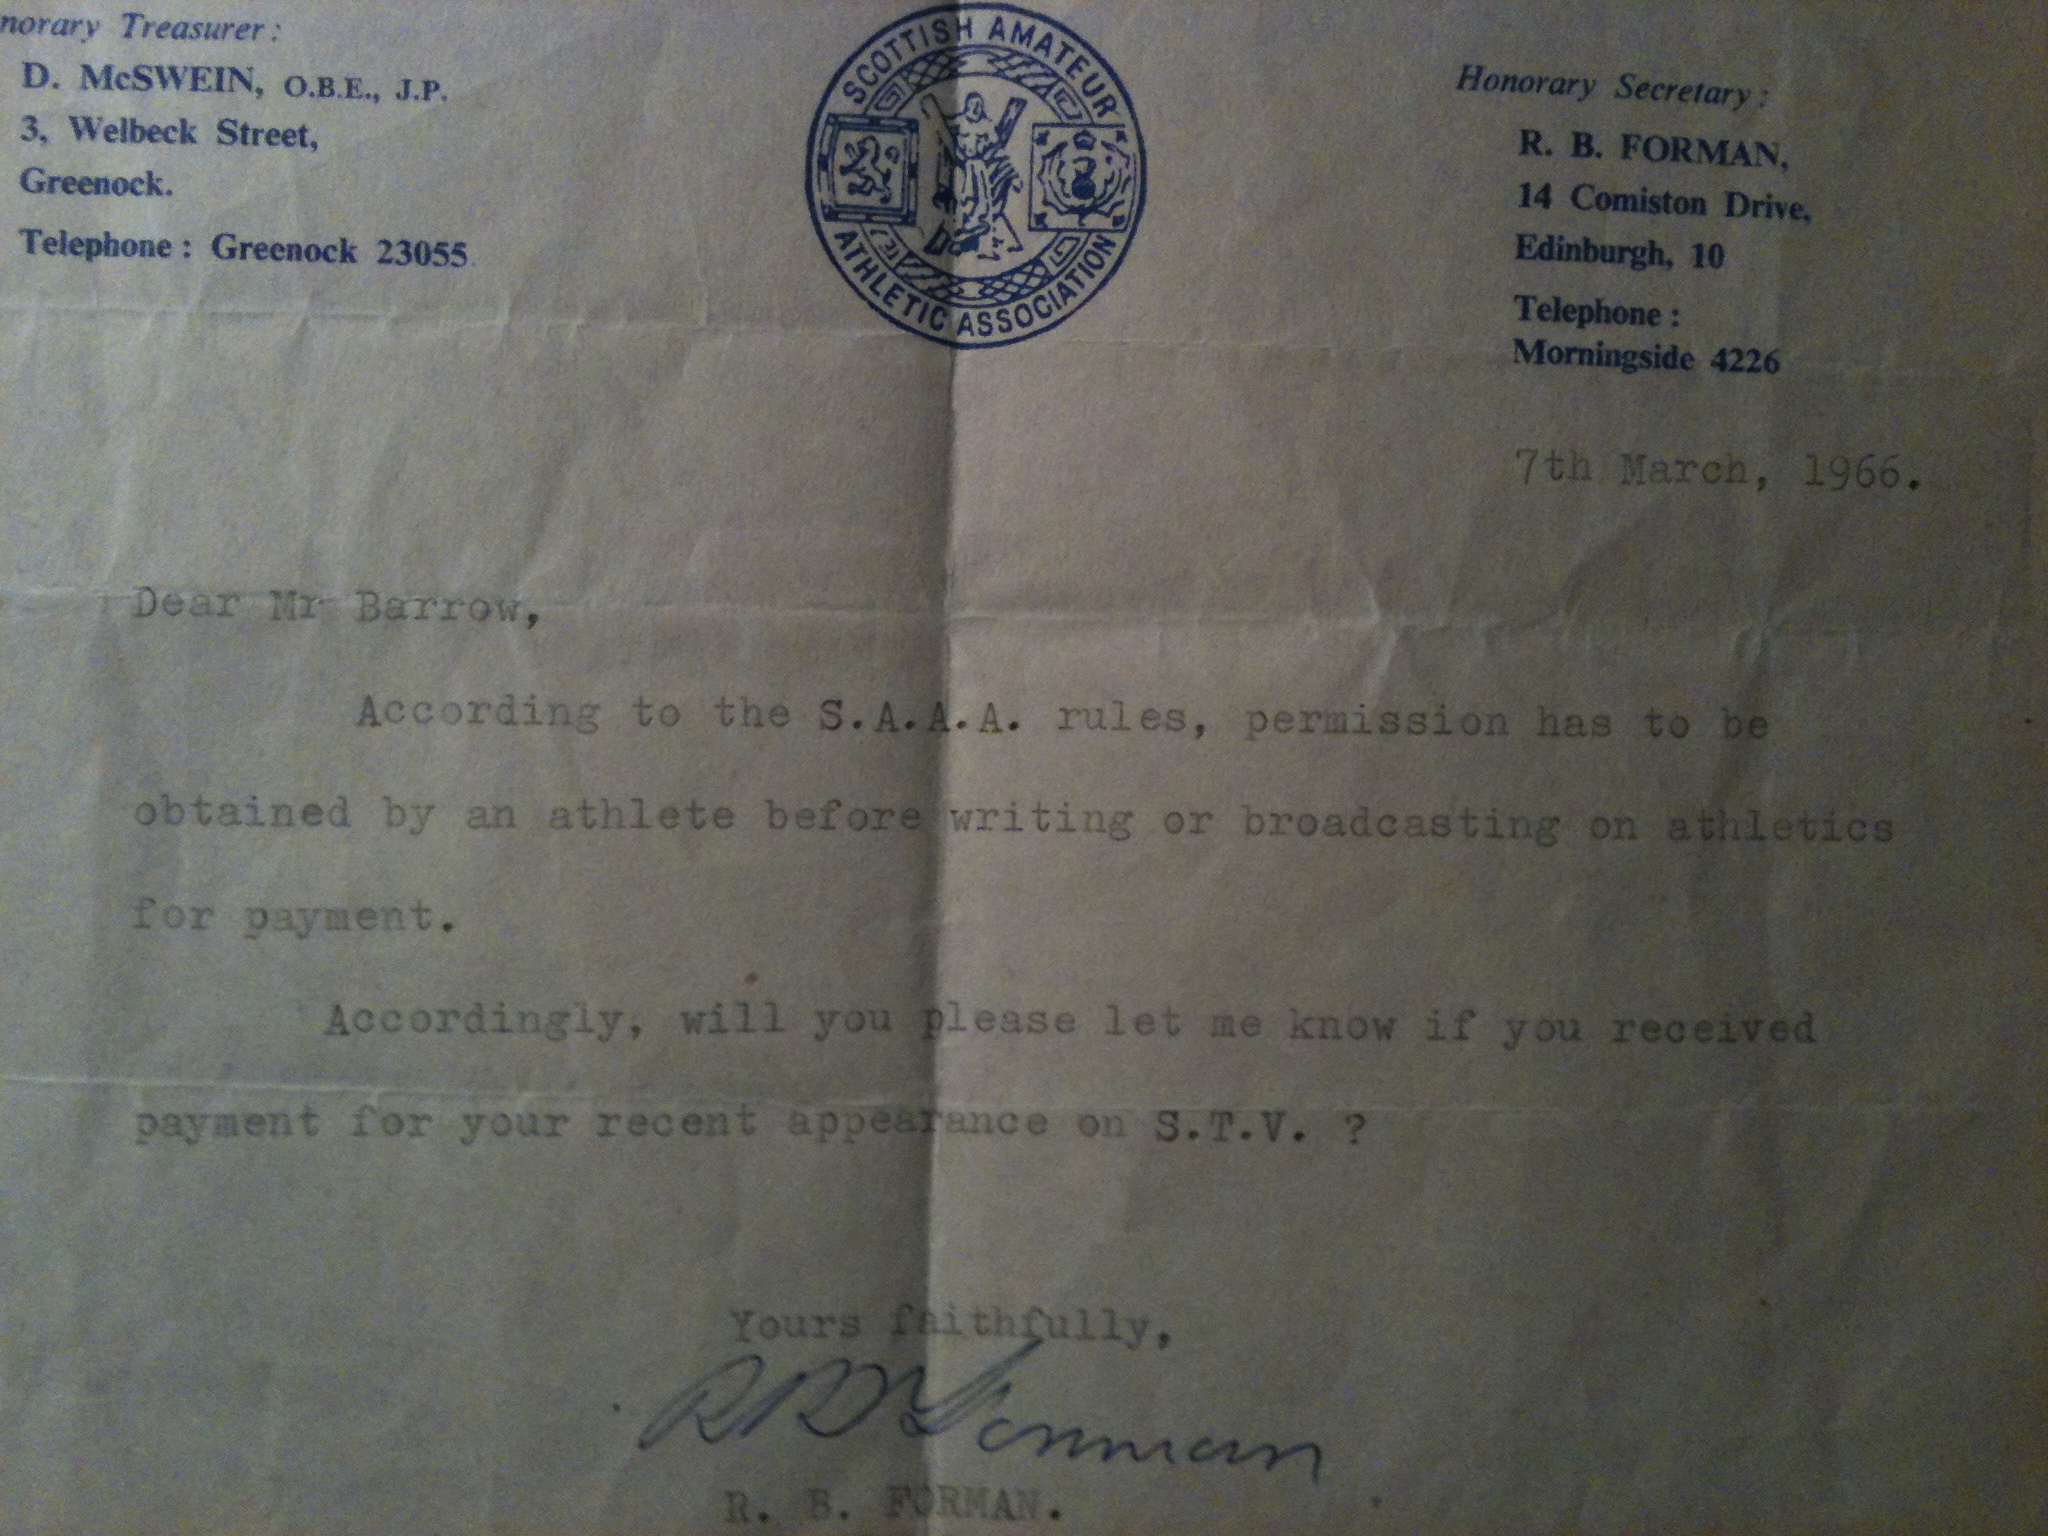 norary Treasurer:
D. McSWEIN, O.B.E., J.P.
3, Welbeck Street,
Greenock.
Telephone: Greenock 23055
SCOTTISH AMATEUR
ATHLETIC ASSOCIATION
Honorary Secretary:
R. B. FORMAN,
14 Comiston Drive,
Edinburgh, 10
Telephone:
Morningside 4226
7th March, 1966.
Dear Mr Barrow,
According to the S.A.A.A. rules, permission has to be
obtained by an athlete before writing or broadcasting on athletics
for payment.
Accordingly, will you please let me know if you received
payment for your recent appearance on S.T.V. ?
Yours faithfully,
R B Forman
R. B. FORMAN.